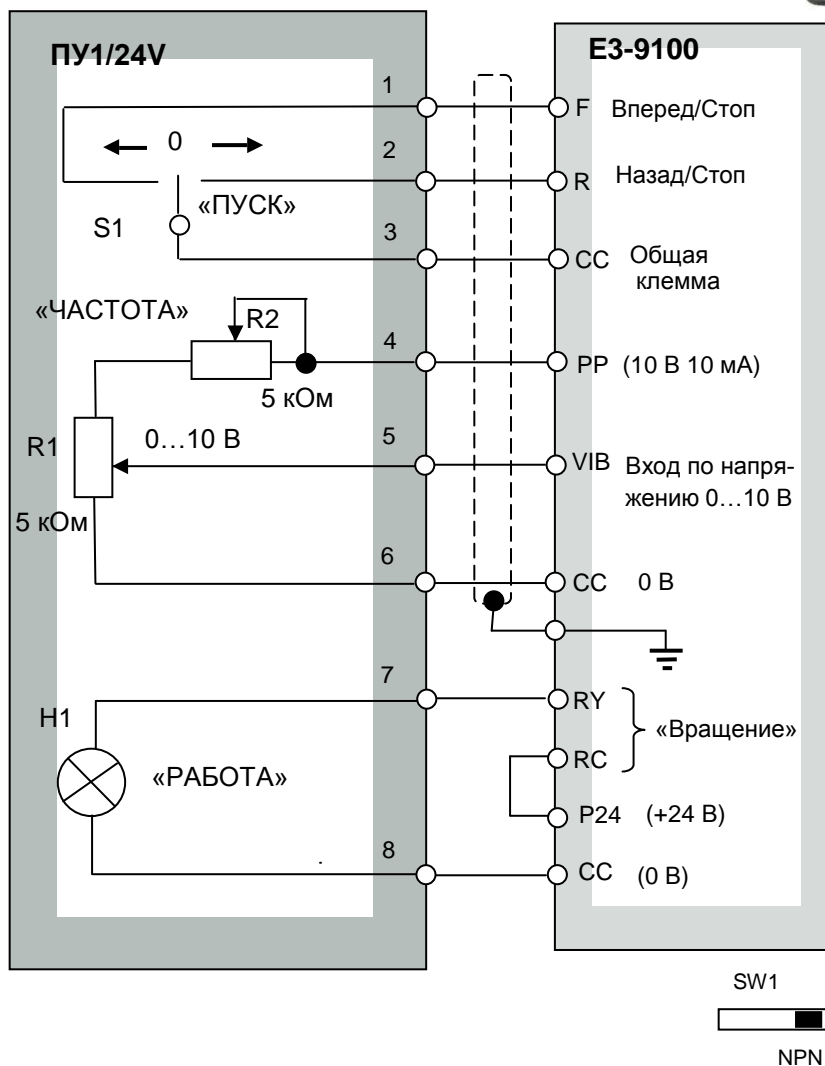 ПУ1/24V
Е3-9100
1
F Вперед/Стоп
0
2
«ПУСК»
R Назад/Стоп
S1
3
CC Общая
клемма
«ЧАСТОТА»
R2
4
PP (10 В 10 мА)
5 кОм
R1
0…10 В
5
VIB Вход по напря-
жению 0…10 В
5 кОм
6
CC 0 В
7
RY
H1
«Вращение»
RC
«РАБОТА»
P24 (+24 В)
8
CC (0 В)
SW1
NPN